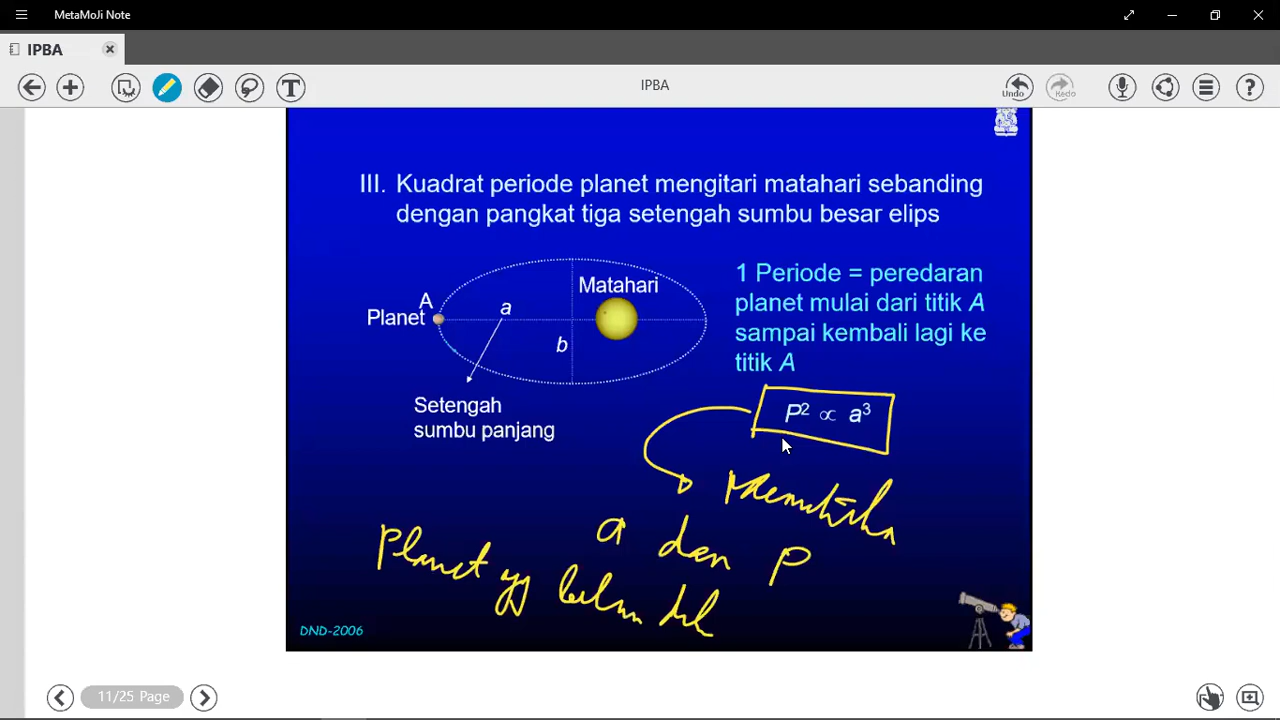 MetaMoJi Note
IPBA
IPBA
Undo
Redo
III. Kuadrat periode planet mengitari matahari sebanding
dengan pangkat tiga setengah sumbu besar elips
Matahari
A
Planet
a
b
Setengah
sumbu panjang
1 Periode = peredaran
planet mulai dari titik A
sampai kembali lagi ke
titik A
P² ∝ a³
a dan P
Planet yg belum
DND-2006
11/25 Page